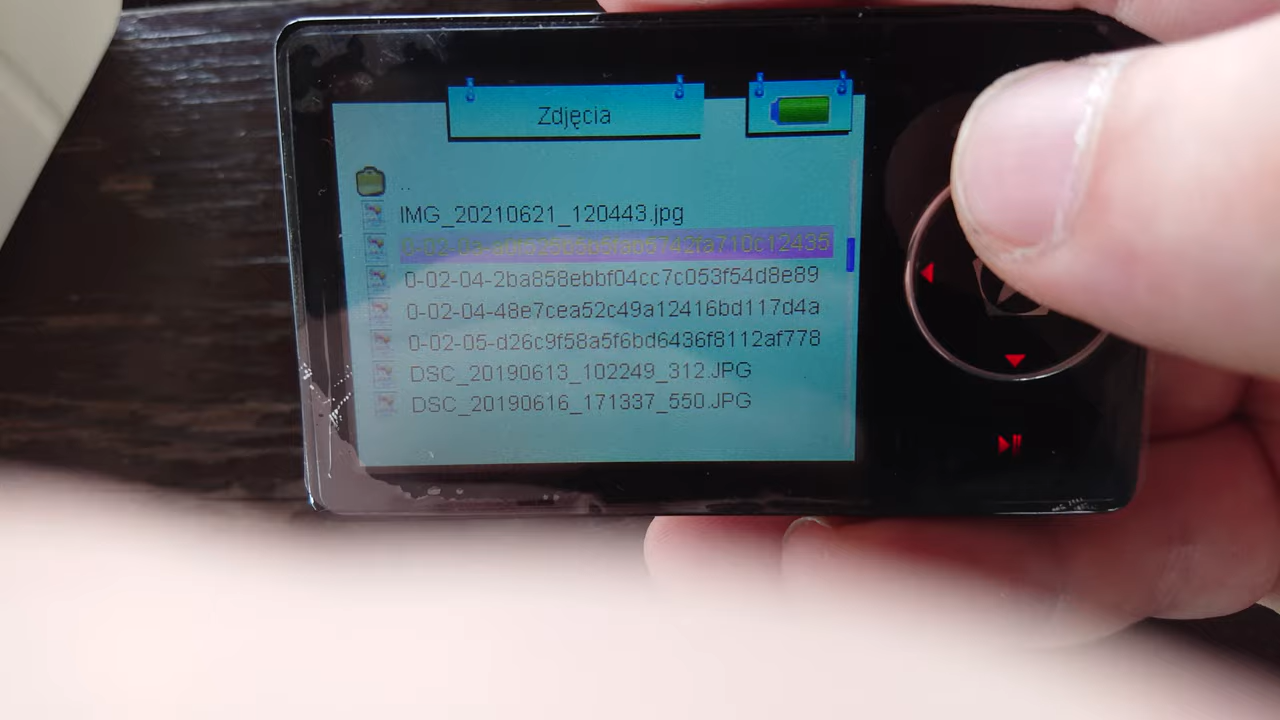 Zdjęcia
..
IMG_20210621_120443.jpg
0-02-04-2ba858ebbf04cc7c053f54d8e89
0-02-04-48e7cea52c49a12416bd117d4a
0-02-05-d26c9f58a5f6bd6436f8112af778
DSC_20190613_102249_312.JPG
DSC_20190616_171337_550.JPG